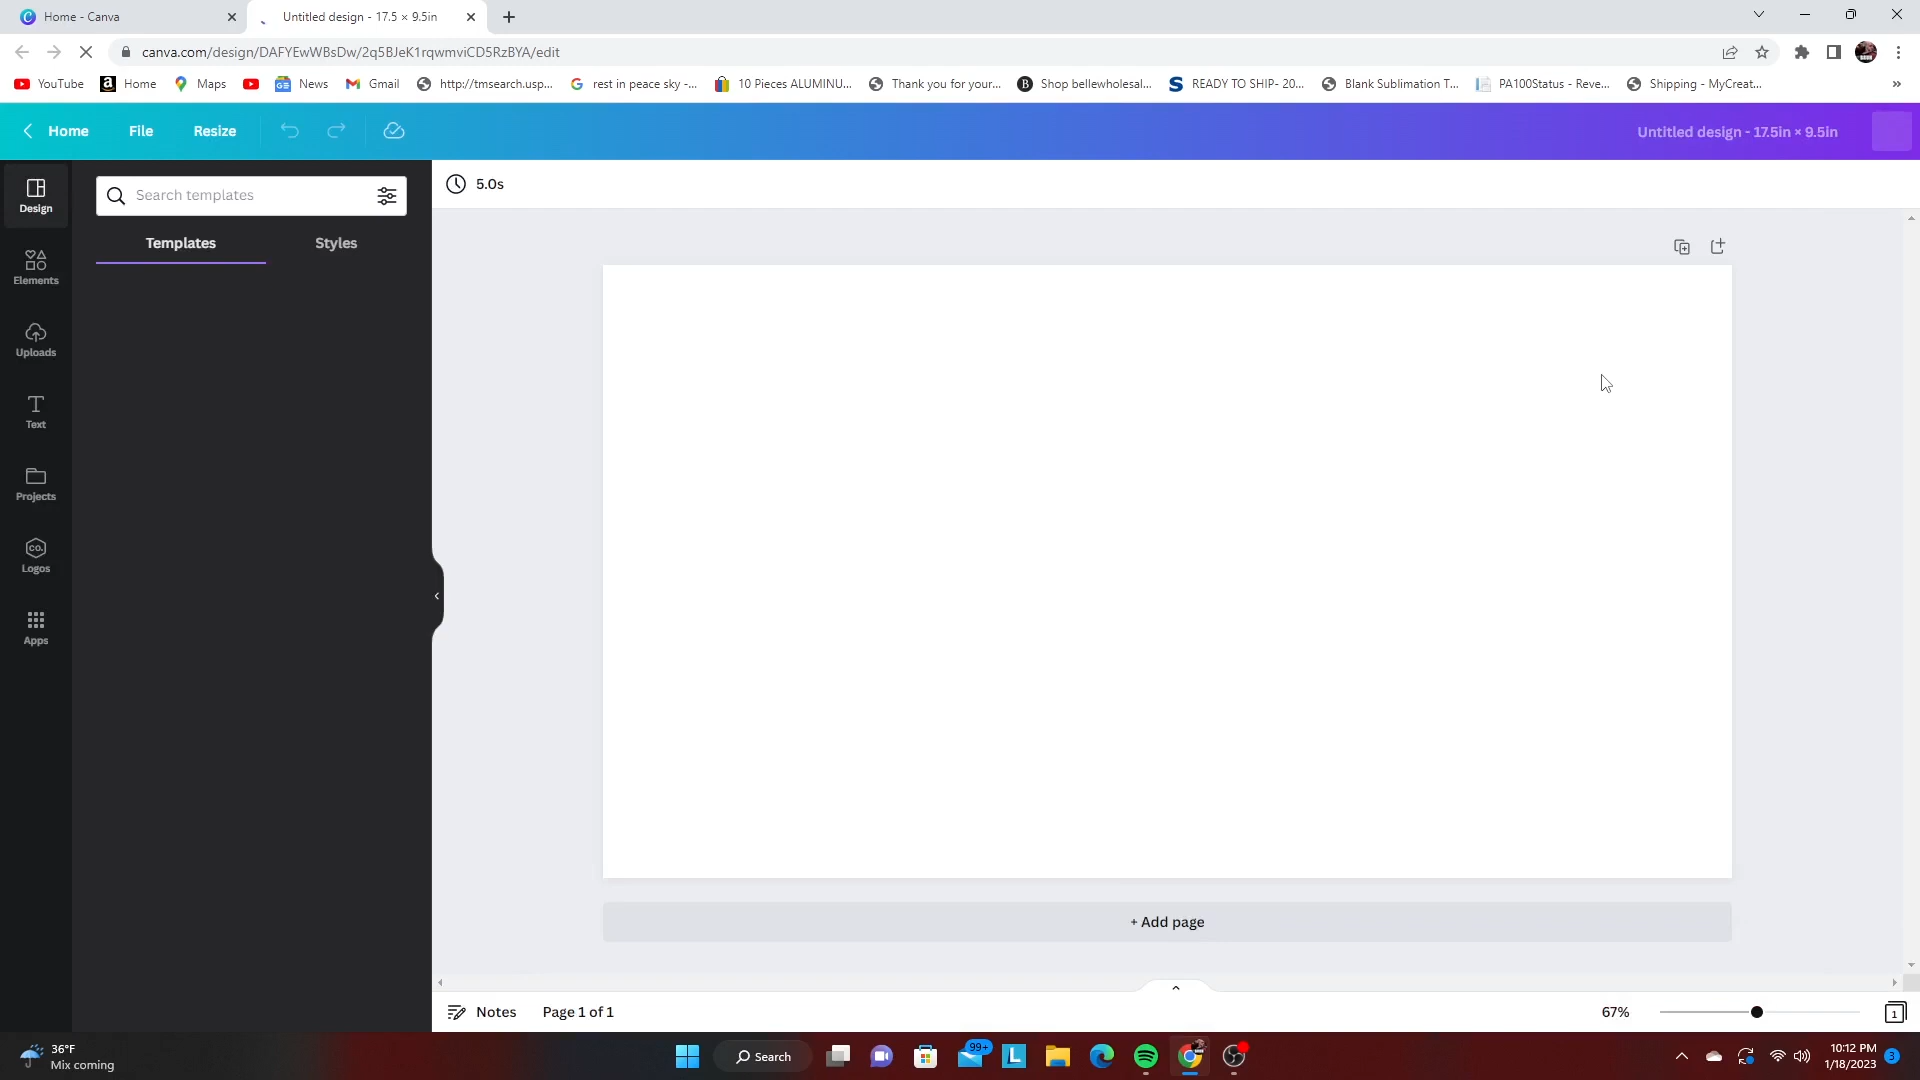 Home - Canva
Untitled design - 17.5 × 9.5in
canva.com/design/DAFYEwWBsDw/2q5BJeK1rqwmviCD5RzBYA/edit
YouTube
Home
Maps
News
Gmail
http://tmsearch.usp...
rest in peace sky -...
10 Pieces ALUMINU...
Thank you for your...
Shop bellewholesal...
READY TO SHIP- 20...
Blank Sublimation T...
PA100Status - Reve...
Shipping - MyCreat...
Home
File
Resize
Untitled design - 17.5in × 9.5in
Design
Elements
Uploads
Text
Projects
CO.
Logos
Apps
Search templates
Templates
Styles
5.0s
+ Add page
Notes
Page 1 of 1
67%
1
36°F
Mix coming
Search
99+
L
10:12 PM
1/18/2023
3